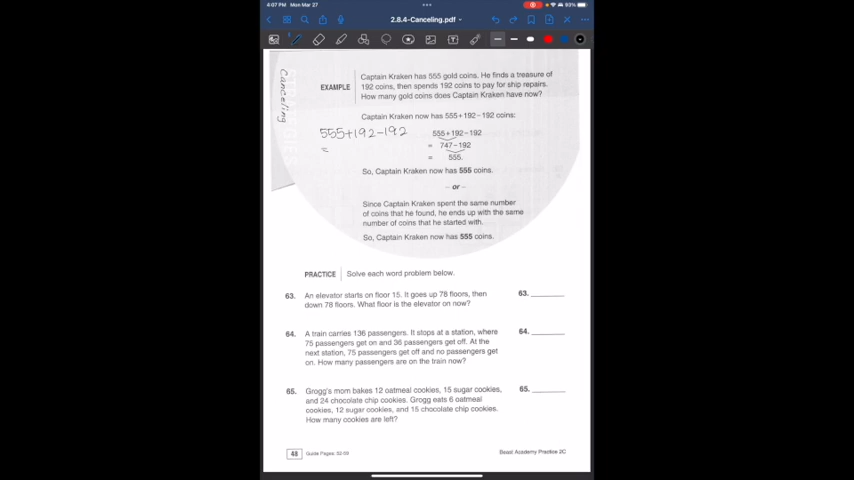 4:07 PM Mon Mar 27
93%
2.8.4-Canceling.pdf
Canceling
EXAMPLE
Captain Kraken has 555 gold coins. He finds a treasure of
192 coins, then spends 192 coins to pay for ship repairs.
How many gold coins does Captain Kraken have now?
Captain Kraken now has 555+192−192 coins:
555+192−192
=
555+192−192
= 747−192
= 555.
So, Captain Kraken now has 555 coins.
– or –
Since Captain Kraken spent the same number
of coins that he found, he ends up with the same
number of coins that he started with.
So, Captain Kraken now has 555 coins.
PRACTICE Solve each word problem below.
63. An elevator starts on floor 15. It goes up 78 floors, then
down 78 floors. What floor is the elevator on now?
63. ________
64. A train carries 136 passengers. It stops at a station, where
75 passengers get on and 36 passengers get off. At the
next station, 75 passengers get off and no passengers get
on. How many passengers are on the train now?
64. ________
65. Grogg's mom bakes 12 oatmeal cookies, 15 sugar cookies,
and 24 chocolate chip cookies. Grogg eats 6 oatmeal
cookies, 12 sugar cookies, and 15 chocolate chip cookies.
How many cookies are left?
65. ________
48
Guide Pages: 52-59
Beast Academy Practice 2C